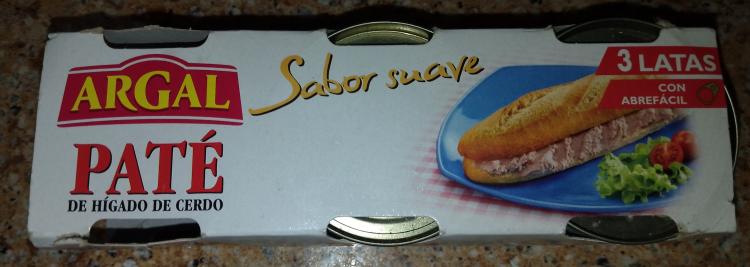 ARGAL
Sabor suave
PATÉ
DE HÍGADO DE CERDO
3 LATAS
CON
ABREFÁCIL